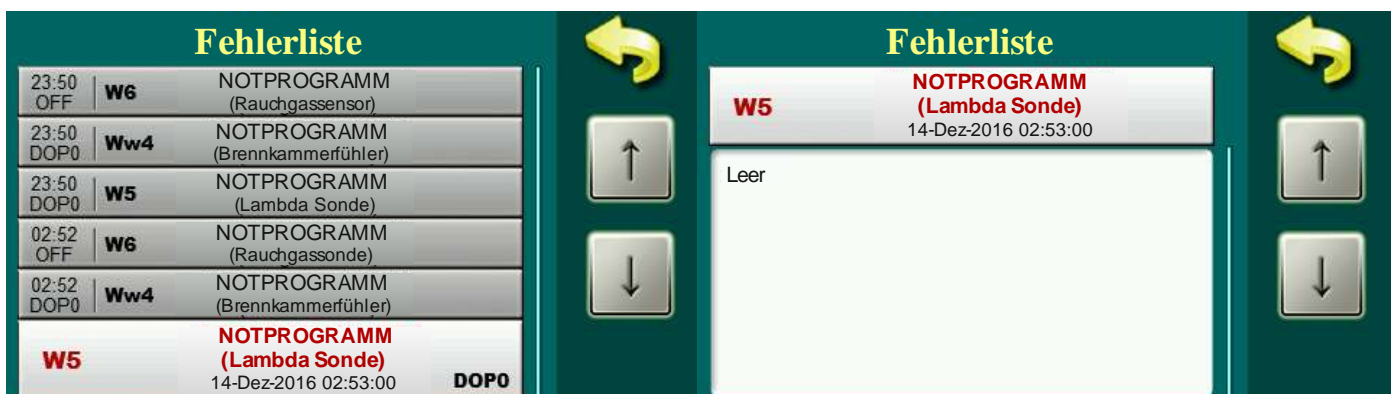 Fehlerliste
23:50
OFF
W6
NOTPROGRAMM
(Rauchgassensor)
23:50
DOP0
Ww4
NOTPROGRAMM
(Brennkammerfühler)
23:50
DOP0
W5
NOTPROGRAMM
(Lambda Sonde)
02:52
OFF
W6
NOTPROGRAMM
(Rauchgassonde)
02:52
DOP0
Ww4
NOTPROGRAMM
(Brennkammerfühler)
W5
NOTPROGRAMM
(Lambda Sonde)
14-Dez-2016 02:53:00
DOP0
Fehlerliste
W5
NOTPROGRAMM
(Lambda Sonde)
14-Dez-2016 02:53:00
Leer